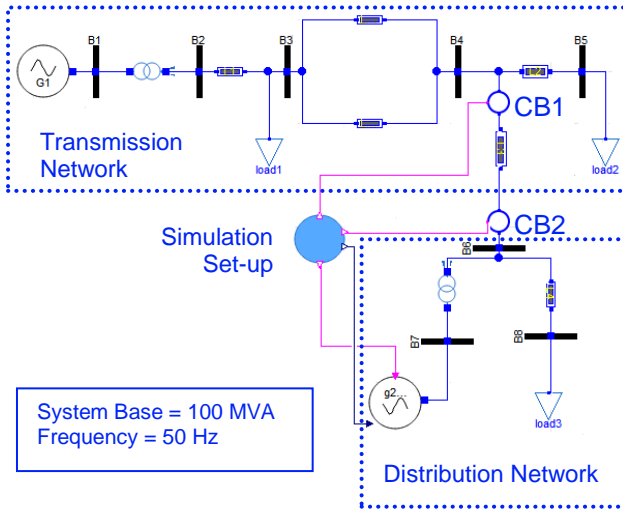 B1
B2
B3
B4
B5
G1
CB1
Transmission
Network
load1
load2
Simulation
Set-up
CB2
B6
B7
B8
g2...
load3
System Base = 100 MVA
Frequency = 50 Hz
Distribution Network